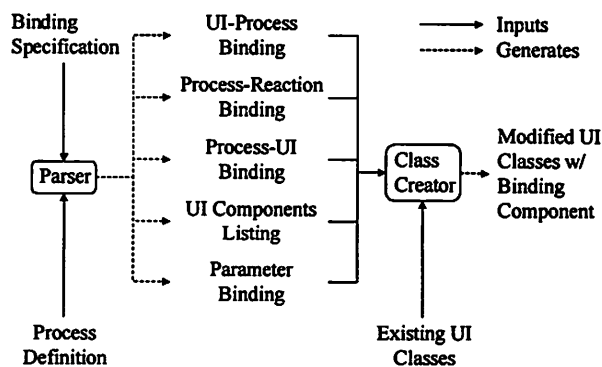 Binding
Specification
UI-Process
Binding
Inputs
Generates
Process-Reaction
Binding
Process-UI
Binding
Parser
Class
Creator
Modified UI
Classes w/
Binding
Component
UI Components
Listing
Parameter
Binding
Process
Definition
Existing UI
Classes